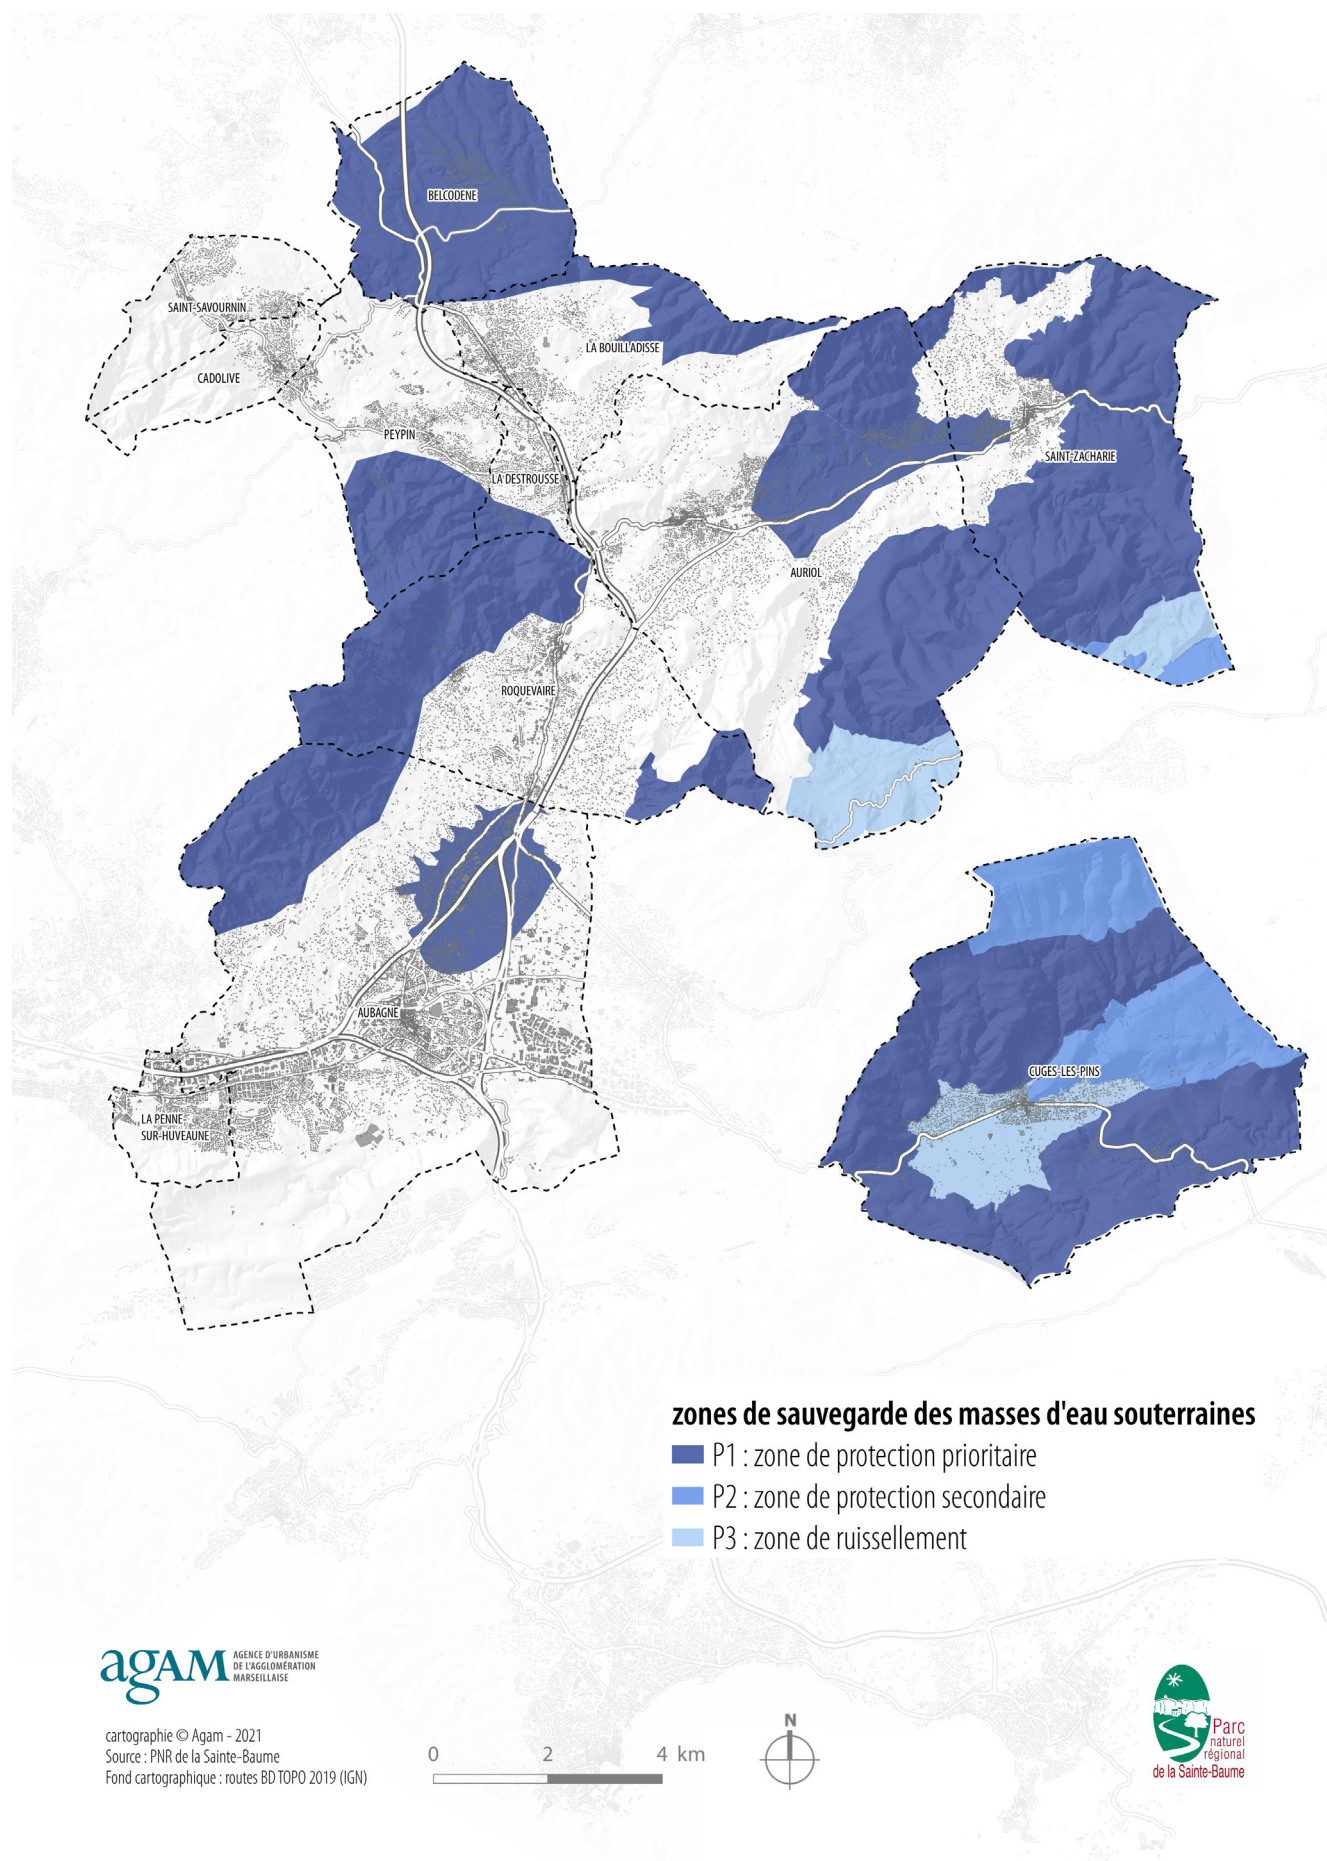 BELCODENE
SAINT-SAVOURNIN
LA BOUILLADISSE
CADOLIVE
PEYPIN
SAINT-ZACHARIE
LA DESTROUSSE
AURIOL
ROQUEVAIRE
AUBAGNE
CUGES-LES-PINS
LA PENNE-
SUR-HUVEAUNE
zones de sauvegarde des masses d'eau souterraines
P1 : zone de protection prioritaire
P2 : zone de protection secondaire
P3 : zone de ruissellement
agAM
AGENCE D'URBANISME
DE L'AGGLOMÉRATION
MARSEILLAISE
cartographie © Agam - 2021
Source : PNR de la Sainte-Baume
Fond cartographique : routes BD TOPO 2019 (IGN)
0 2 4 km
N
Parc
naturel
régional
de la Sainte-Baume